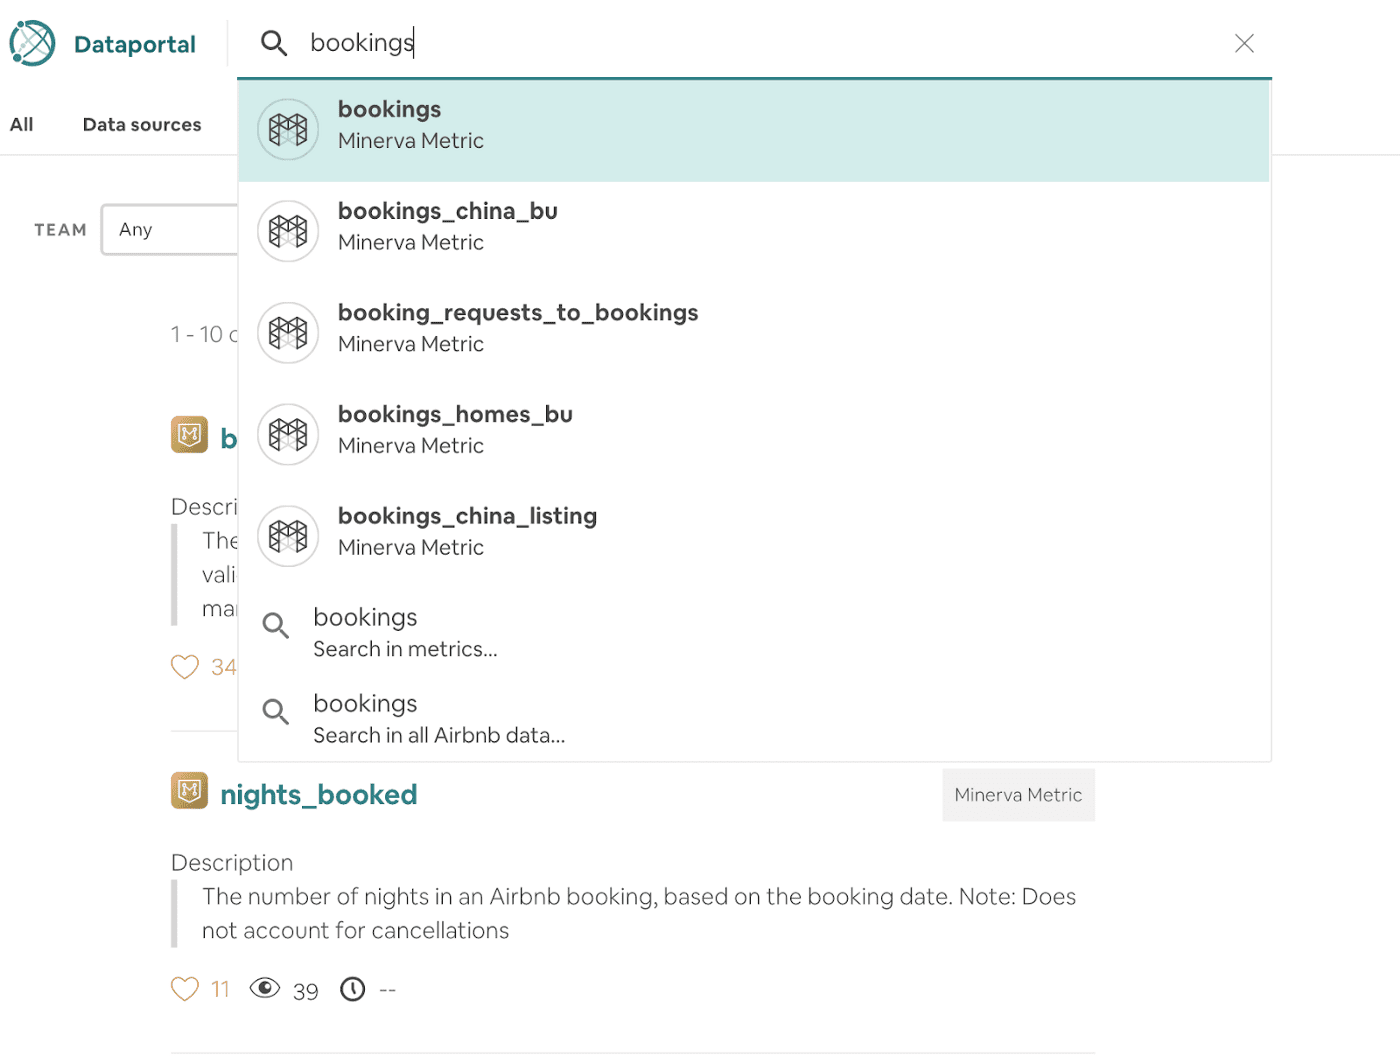 Dataportal
bookings
All
Data sources
bookings
Minerva Metric
bookings_china_bu
Minerva Metric
TEAM
Any
booking_requests_to_bookings
Minerva Metric
1 - 10
bookings_homes_bu
Minerva Metric
b
Descri
bookings_china_listing
Minerva Metric
The
vali
mar
bookings
Search in metrics...
34
bookings
Search in all Airbnb data...
nights_booked
Minerva Metric
Description
The number of nights in an Airbnb booking, based on the booking date. Note: Does
not account for cancellations
11 39 --